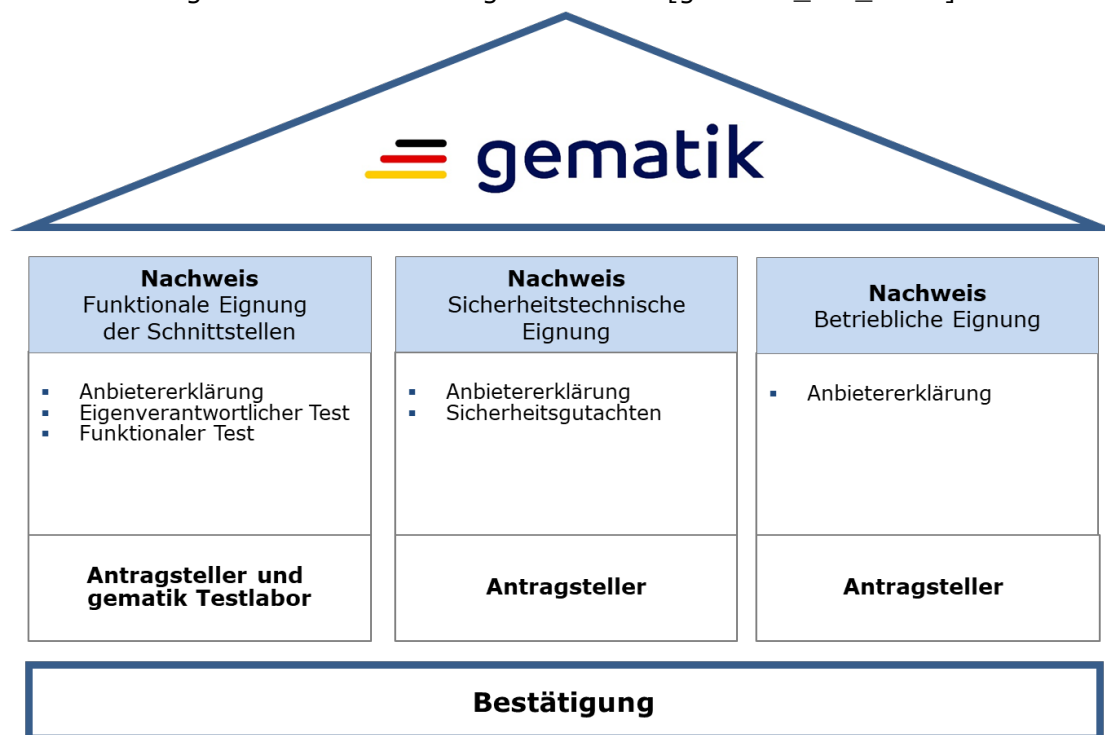 gematik
Nachweis
Funktionale Eignung
der Schnittstellen
Nachweis
Sicherheitstechnische
Eignung
Nachweis
Betriebliche Eignung
▪ Anbietererklärung
▪ Eigenverantwortlicher Test
▪ Funktionaler Test
▪ Anbietererklärung
▪ Sicherheitsgutachten
▪ Anbietererklärung
Antragsteller und
gematik Testlabor
Antragsteller
Antragsteller
Bestätigung